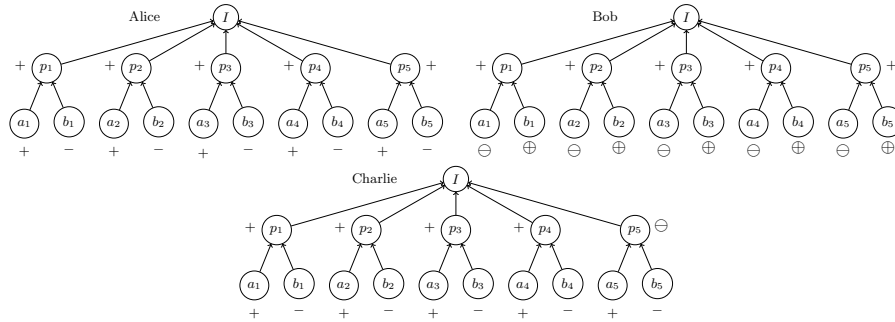 Alice I Bob I
+ p1 + p2 + p3 + p4 p5 + + p1 + p2 + p3 + p4 p5 +
a1 b1 a2 b2 a3 b3 a4 b4 a5 b5 a1 b1 a2 b2 a3 b3 a4 b4 a5 b5
+ − + − + − + − + − ⊖ ⊕ ⊖ ⊕ ⊖ ⊕ ⊖ ⊕ ⊖ ⊕
Charlie I
+ p1 + p2 + p3 + p4 p5 ⊖
a1 b1 a2 b2 a3 b3 a4 b4 a5 b5
+ − + − + − + − + −